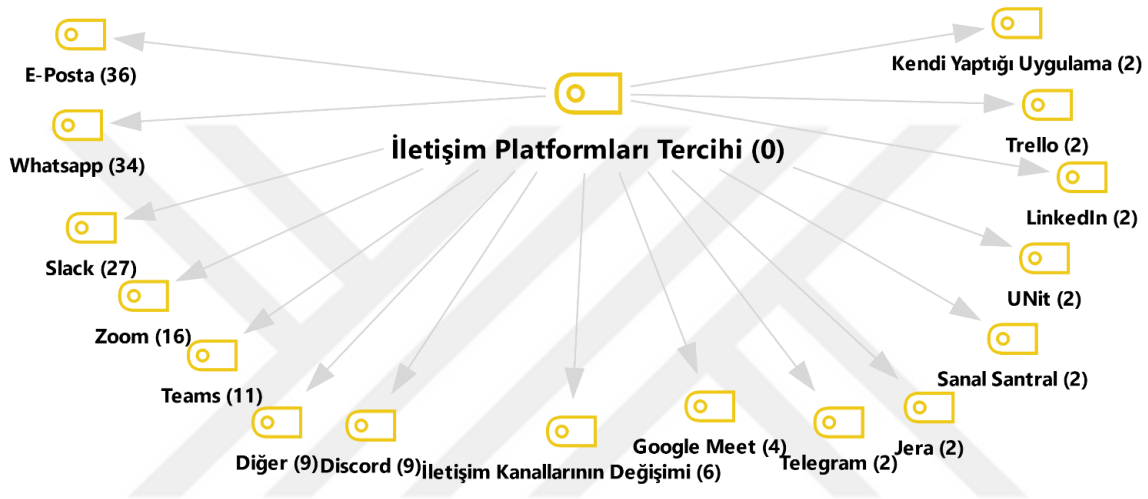 İletişim Platformları Tercihi (0)
E-Posta (36)
Whatsapp (34)
Slack (27)
Zoom (16)
Teams (11)
Diğer (9)
Discord (9)
İletişim Kanallarının Değişimi (6)
Google Meet (4)
Telegram (2)
Jera (2)
Sanal Santral (2)
UNit (2)
LinkedIn (2)
Trello (2)
Kendi Yaptığı Uygulama (2)